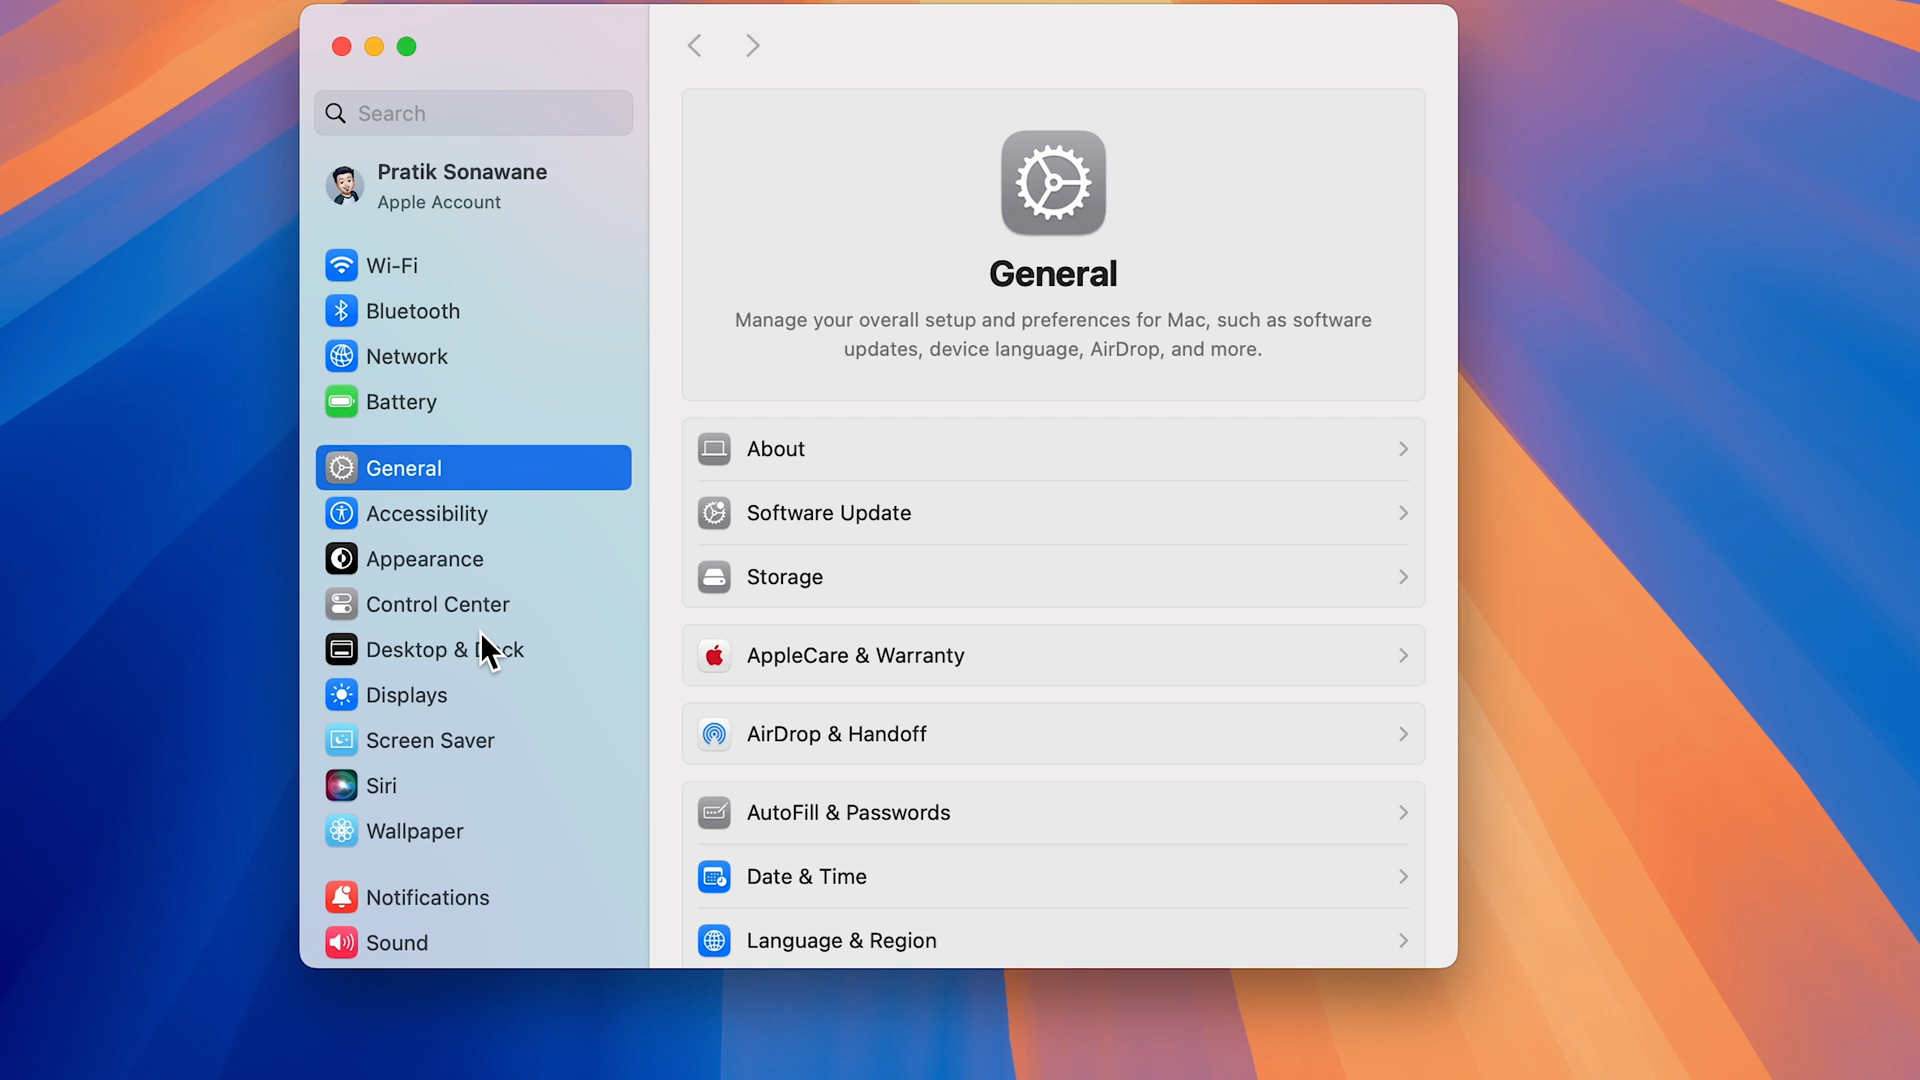 Search
Pratik Sonawane
Apple Account
Wi-Fi
Bluetooth
Network
Battery
General
Accessibility
Appearance
Control Center
Desktop &
Displays
Screen Saver
Siri
Wallpaper
Notifications
Sound
General
Manage your overall setup and preferences for Mac, such as software
updates, device language, AirDrop, and more.
About
Software Update
Storage
AppleCare & Warranty
AirDrop & Handoff
AutoFill & Passwords
Date & Time
Language & Region